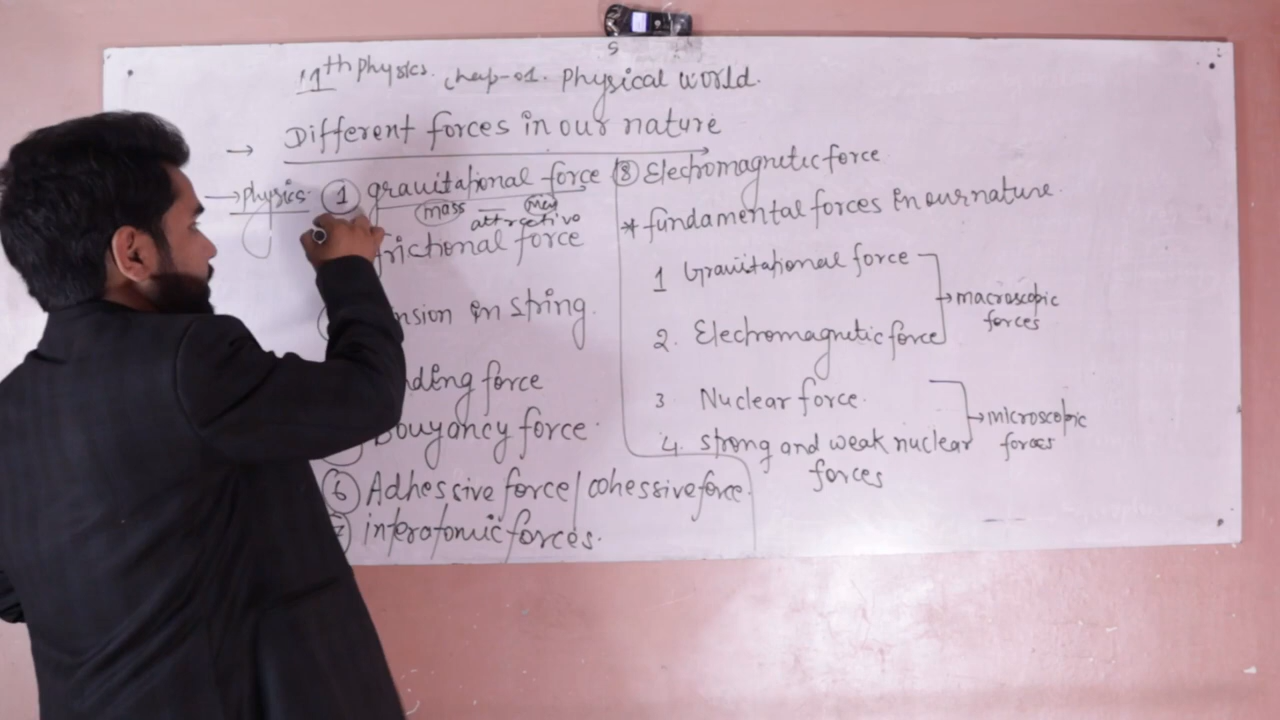 11th Physics. chap-01. Physical world.
→ Different forces in our nature
→ physics. ① gravitational force
mass —
attractive
frictional force
nsion in string.
ding force
Bouyancy force.
⑥ Adhessive force / cohessive force.
7 interatomic forces.
⑧ Electromagnetic force
* fundamental forces in our nature.
1 Gravitational force
2. Electromagnetic force
→ macroscopic
forces
3 Nuclear force.
4. strong and weak nuclear
forces
→ microscopic
forces